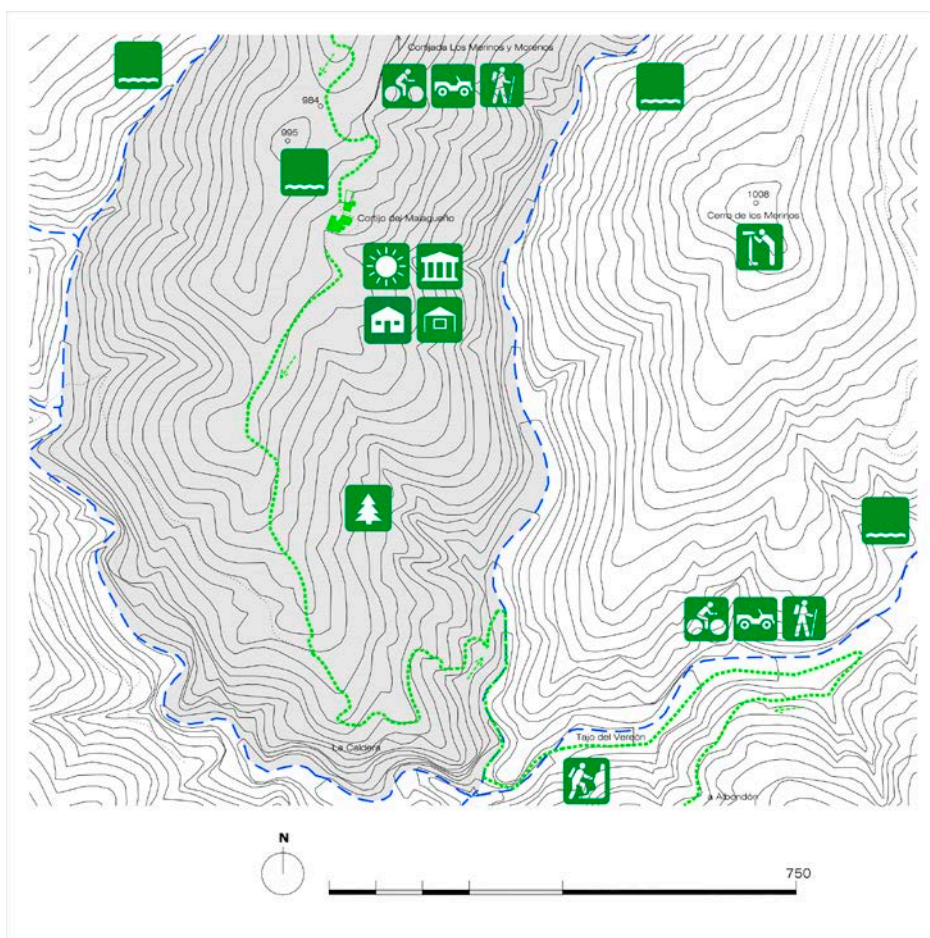 Cortijada Los Merinos y Morenos
984
995
1008
Cerro de los Merinos
Cortijo del Malagueño
Tajo del Verejón
La Caldera
a Albondón
N
750